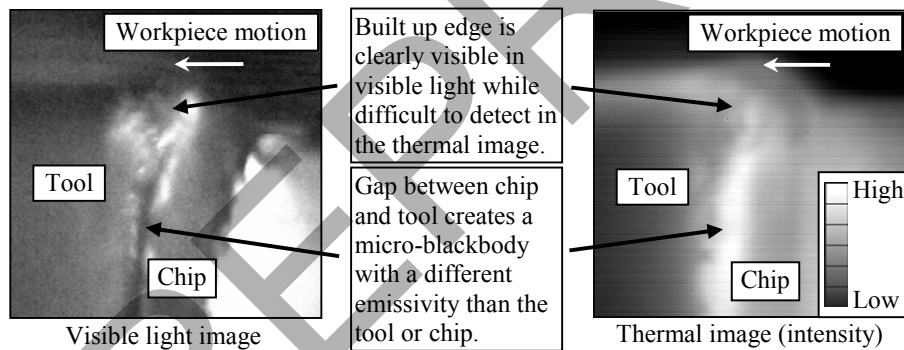 Workpiece motion
Tool
Chip
Visible light image
Built up edge is
clearly visible in
visible light while
difficult to detect in
the thermal image.
Gap between chip
and tool creates a
micro-blackbody
with a different
emissivity than the
tool or chip.
Workpiece motion
Tool
Chip
High
Low
Thermal image (intensity)